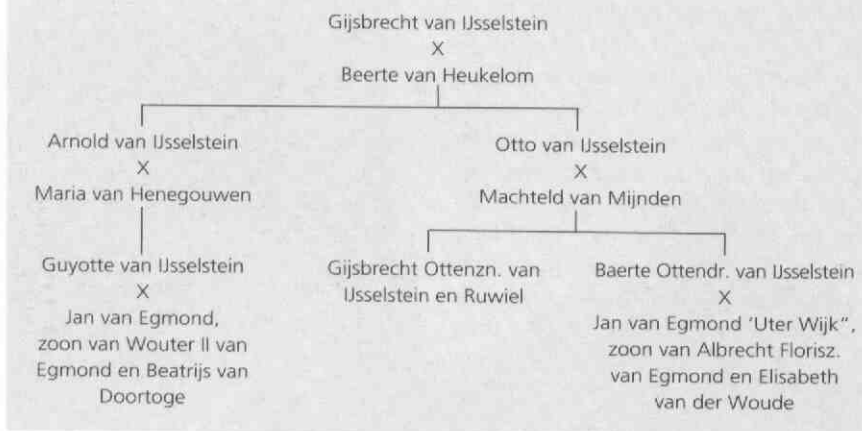 Gijsbrecht van IJsselstein
X
Beerte van Heukelom
Arnold van IJsselstein
X
Maria van Henegouwen
Otto van IJsselstein
X
Machteld van Mijnden
Guyotte van IJsselstein
X
Jan van Egmond,
zoon van Wouter II van
Egmond en Beatrijs van
Doortoge
Gijsbrecht Ottenzn. van
IJsselstein en Ruwiel
Baerte Ottendr. van IJsselstein
X
Jan van Egmond 'Uter Wijk",
zoon van Albrecht Florisz.
van Egmond en Elisabeth
van der Woude